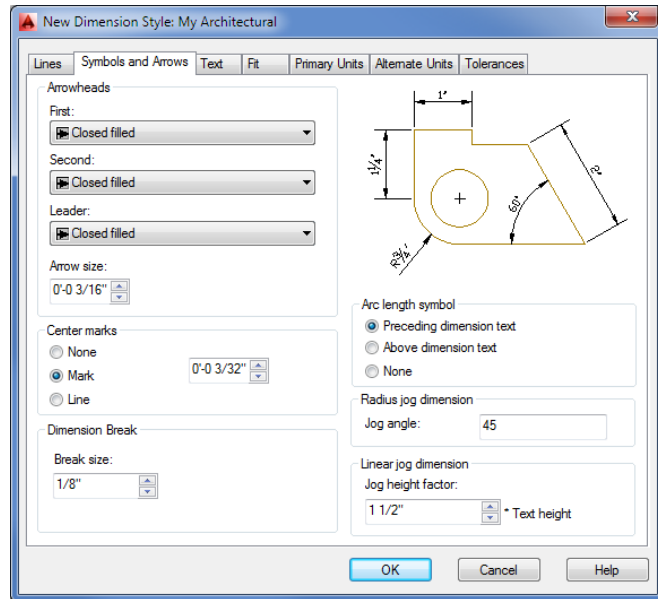 New Dimension Style: My Architectural
Lines Symbols and Arrows Text Fit Primary Units Alternate Units Tolerances
Arrowheads
First:
Closed filled
Second:
Closed filled
Leader:
Closed filled
Arrow size:
0'-0 3/16"
Center marks
None
Mark
0'-0 3/32"
Line
Dimension Break
Break size:
1/8"
1"
1¼"
2"
60°
R¾"
Arc length symbol
Preceding dimension text
Above dimension text
None
Radius jog dimension
Jog angle: 45
Linear jog dimension
Jog height factor:
1 1/2" * Text height
OK Cancel Help